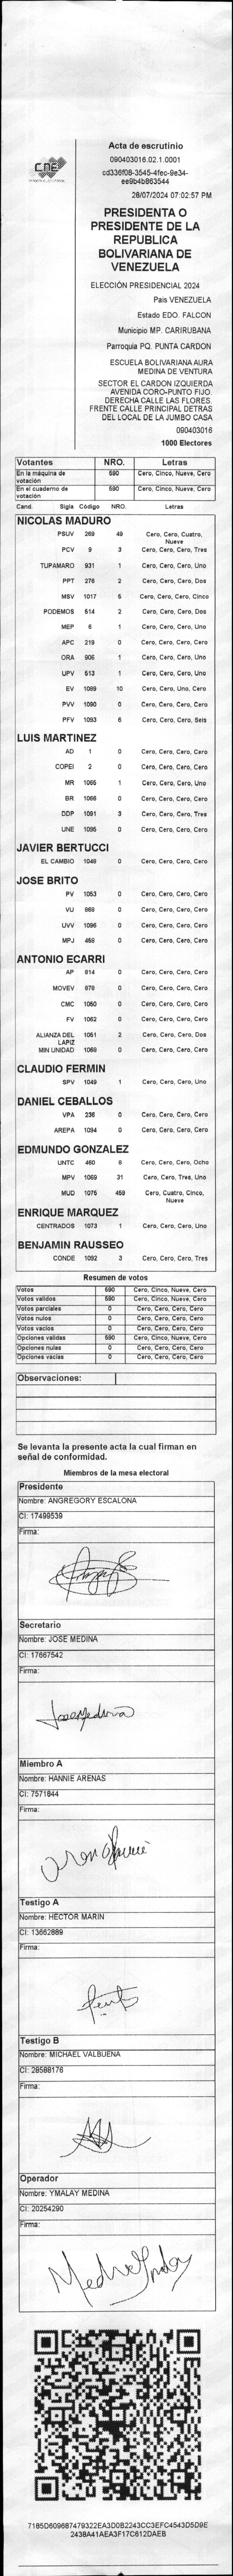 CNE
Acta de escrutinio
090403016.02.1.0001
cd336f08-3545-4fec-9e34-
ee9b4b863544
28/07/2024 07:02:57 PM
PRESIDENTA O
PRESIDENTE DE LA
REPUBLICA
BOLIVARIANA DE
VENEZUELA
ELECCIÓN PRESIDENCIAL 2024
Pais VENEZUELA
Estado EDO. FALCON
Municipio MP. CARIRUBANA
Parroquia PQ. PUNTA CARDON
ESCUELA BOLIVARIANA AURA
MEDINA DE VENTURA
SECTOR EL CARDON IZQUIERDA
AVENIDA CORO-PUNTO FIJO.
DERECHA CALLE LAS FLORES.
FRENTE CALLE PRINCIPAL DETRAS
DEL LOCAL DE LA JUMBO CASA
090403016
1000 Electores
Votantes NRO. Letras
En la máquina de votación 590 Cero, Cinco, Nueve, Cero
En el cuaderno de votación 590 Cero, Cinco, Nueve, Cero
Cand. Sigla Código NRO. Letras
NICOLAS MADURO
PSUV 269 49 Cero, Cero, Cuatro, Nueve
PCV 9 3 Cero, Cero, Cero, Tres
TUPAMARO 931 1 Cero, Cero, Cero, Uno
PPT 276 2 Cero, Cero, Cero, Dos
MSV 1017 5 Cero, Cero, Cero, Cinco
PODEMOS 514 2 Cero, Cero, Cero, Dos
MEP 6 1 Cero, Cero, Cero, Uno
APC 219 0 Cero, Cero, Cero, Cero
ORA 906 1 Cero, Cero, Cero, Uno
UPV 513 1 Cero, Cero, Cero, Uno
EV 1089 10 Cero, Cero, Uno, Cero
PVV 1090 0 Cero, Cero, Cero, Cero
PFV 1093 6 Cero, Cero, Cero, Seis
LUIS MARTINEZ
AD 1 0 Cero, Cero, Cero, Cero
COPEI 2 0 Cero, Cero, Cero, Cero
MR 1065 1 Cero, Cero, Cero, Uno
BR 1066 0 Cero, Cero, Cero, Cero
DDP 1091 3 Cero, Cero, Cero, Tres
UNE 1095 0 Cero, Cero, Cero, Cero
JAVIER BERTUCCI
EL CAMBIO 1048 0 Cero, Cero, Cero, Cero
JOSE BRITO
PV 1053 0 Cero, Cero, Cero, Cero
VU 868 0 Cero, Cero, Cero, Cero
UVV 1096 0 Cero, Cero, Cero, Cero
MPJ 458 0 Cero, Cero, Cero, Cero
ANTONIO ECARRI
AP 814 0 Cero, Cero, Cero, Cero
MOVEV 878 0 Cero, Cero, Cero, Cero
CMC 1050 0 Cero, Cero, Cero, Cero
FV 1062 0 Cero, Cero, Cero, Cero
ALIANZA DEL LAPIZ 1051 2 Cero, Cero, Cero, Dos
MIN UNIDAD 1068 0 Cero, Cero, Cero, Cero
CLAUDIO FERMIN
SPV 1049 1 Cero, Cero, Cero, Uno
DANIEL CEBALLOS
VPA 236 0 Cero, Cero, Cero, Cero
AREPA 1094 0 Cero, Cero, Cero, Cero
EDMUNDO GONZALEZ
UNTC 460 8 Cero, Cero, Cero, Ocho
MPV 1069 31 Cero, Cero, Tres, Uno
MUD 1075 459 Cero, Cuatro, Cinco, Nueve
ENRIQUE MARQUEZ
CENTRADOS 1073 1 Cero, Cero, Cero, Uno
BENJAMIN RAUSSEO
CONDE 1092 3 Cero, Cero, Cero, Tres
Resumen de votos
Votos 590 Cero, Cinco, Nueve, Cero
Votos validos 590 Cero, Cinco, Nueve, Cero
Votos parciales 0 Cero, Cero, Cero, Cero
Votos nulos 0 Cero, Cero, Cero, Cero
Votos vacios 0 Cero, Cero, Cero, Cero
Opciones validas 590 Cero, Cinco, Nueve, Cero
Opciones nulas 0 Cero, Cero, Cero, Cero
Opciones vacias 0 Cero, Cero, Cero, Cero
Observaciones:
Se levanta la presente acta la cual firman en
señal de conformidad.
Miembros de la mesa electoral
Presidente
Nombre: ANGREGORY ESCALONA
CI: 17499539
Firma:
Secretario
Nombre: JOSE MEDINA
CI: 17667542
Firma:
Miembro A
Nombre: HANNIE ARENAS
CI: 7571844
Firma:
Testigo A
Nombre: HECTOR MARIN
CI: 13662889
Firma:
Testigo B
Nombre: MICHAEL VALBUENA
CI: 28588176
Firma:
Operador
Nombre: YMALAY MEDINA
CI: 20254290
Firma:
7185D609687479322EA3D0B2243CC3EFC4543D5D9E
2438A41AEA3F17C612DAEB